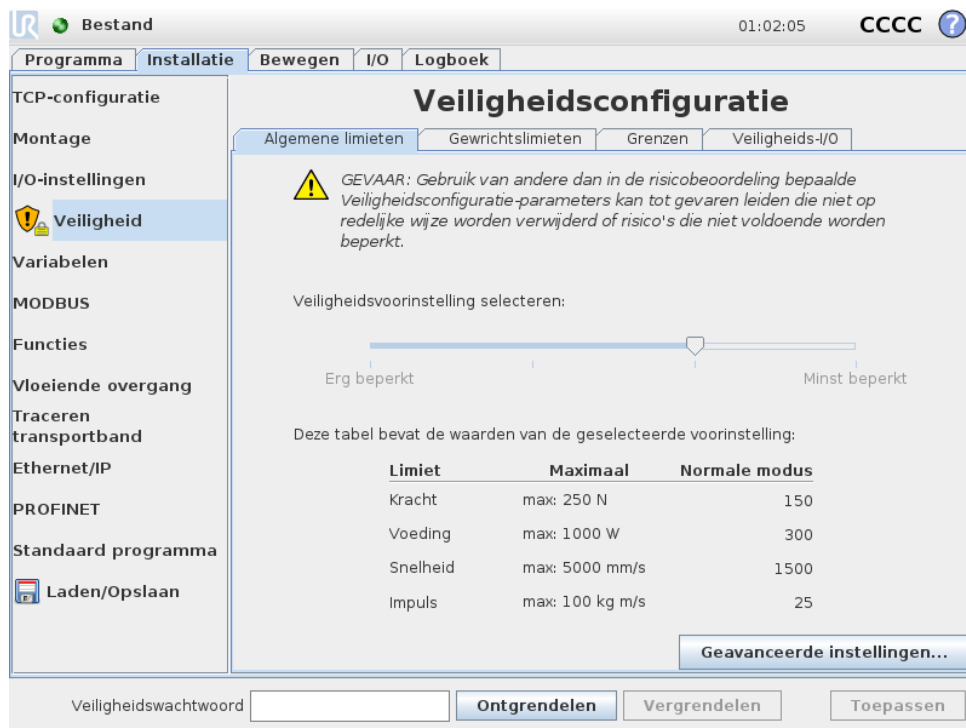 UR Bestand 01:02:05 CCCC ?
Programma Installatie Bewegen I/O Logboek
TCP-configuratie
Montage
I/O-instellingen
Veiligheid
Variabelen
MODBUS
Functies
Vloeiende overgang
Traceren
transportband
Ethernet/IP
PROFINET
Standaard programma
Laden/Opslaan
Veiligheidsconfiguratie
Algemene limieten Gewrichtslimieten Grenzen Veiligheids-I/O
GEVAAR: Gebruik van andere dan in de risicobeoordeling bepaalde
Veiligheidsconfiguratie-parameters kan tot gevaren leiden die niet op
redelijke wijze worden verwijderd of risico's die niet voldoende worden
beperkt.
Veiligheidsvoorinstelling selecteren:
Erg beperkt Minst beperkt
Deze tabel bevat de waarden van de geselecteerde voorinstelling:
Limiet Maximaal Normale modus
Kracht max: 250 N 150
Voeding max: 1000 W 300
Snelheid max: 5000 mm/s 1500
Impuls max: 100 kg m/s 25
Geavanceerde instellingen...
Veiligheidswachtwoord Ontgrendelen Vergrendelen Toepassen